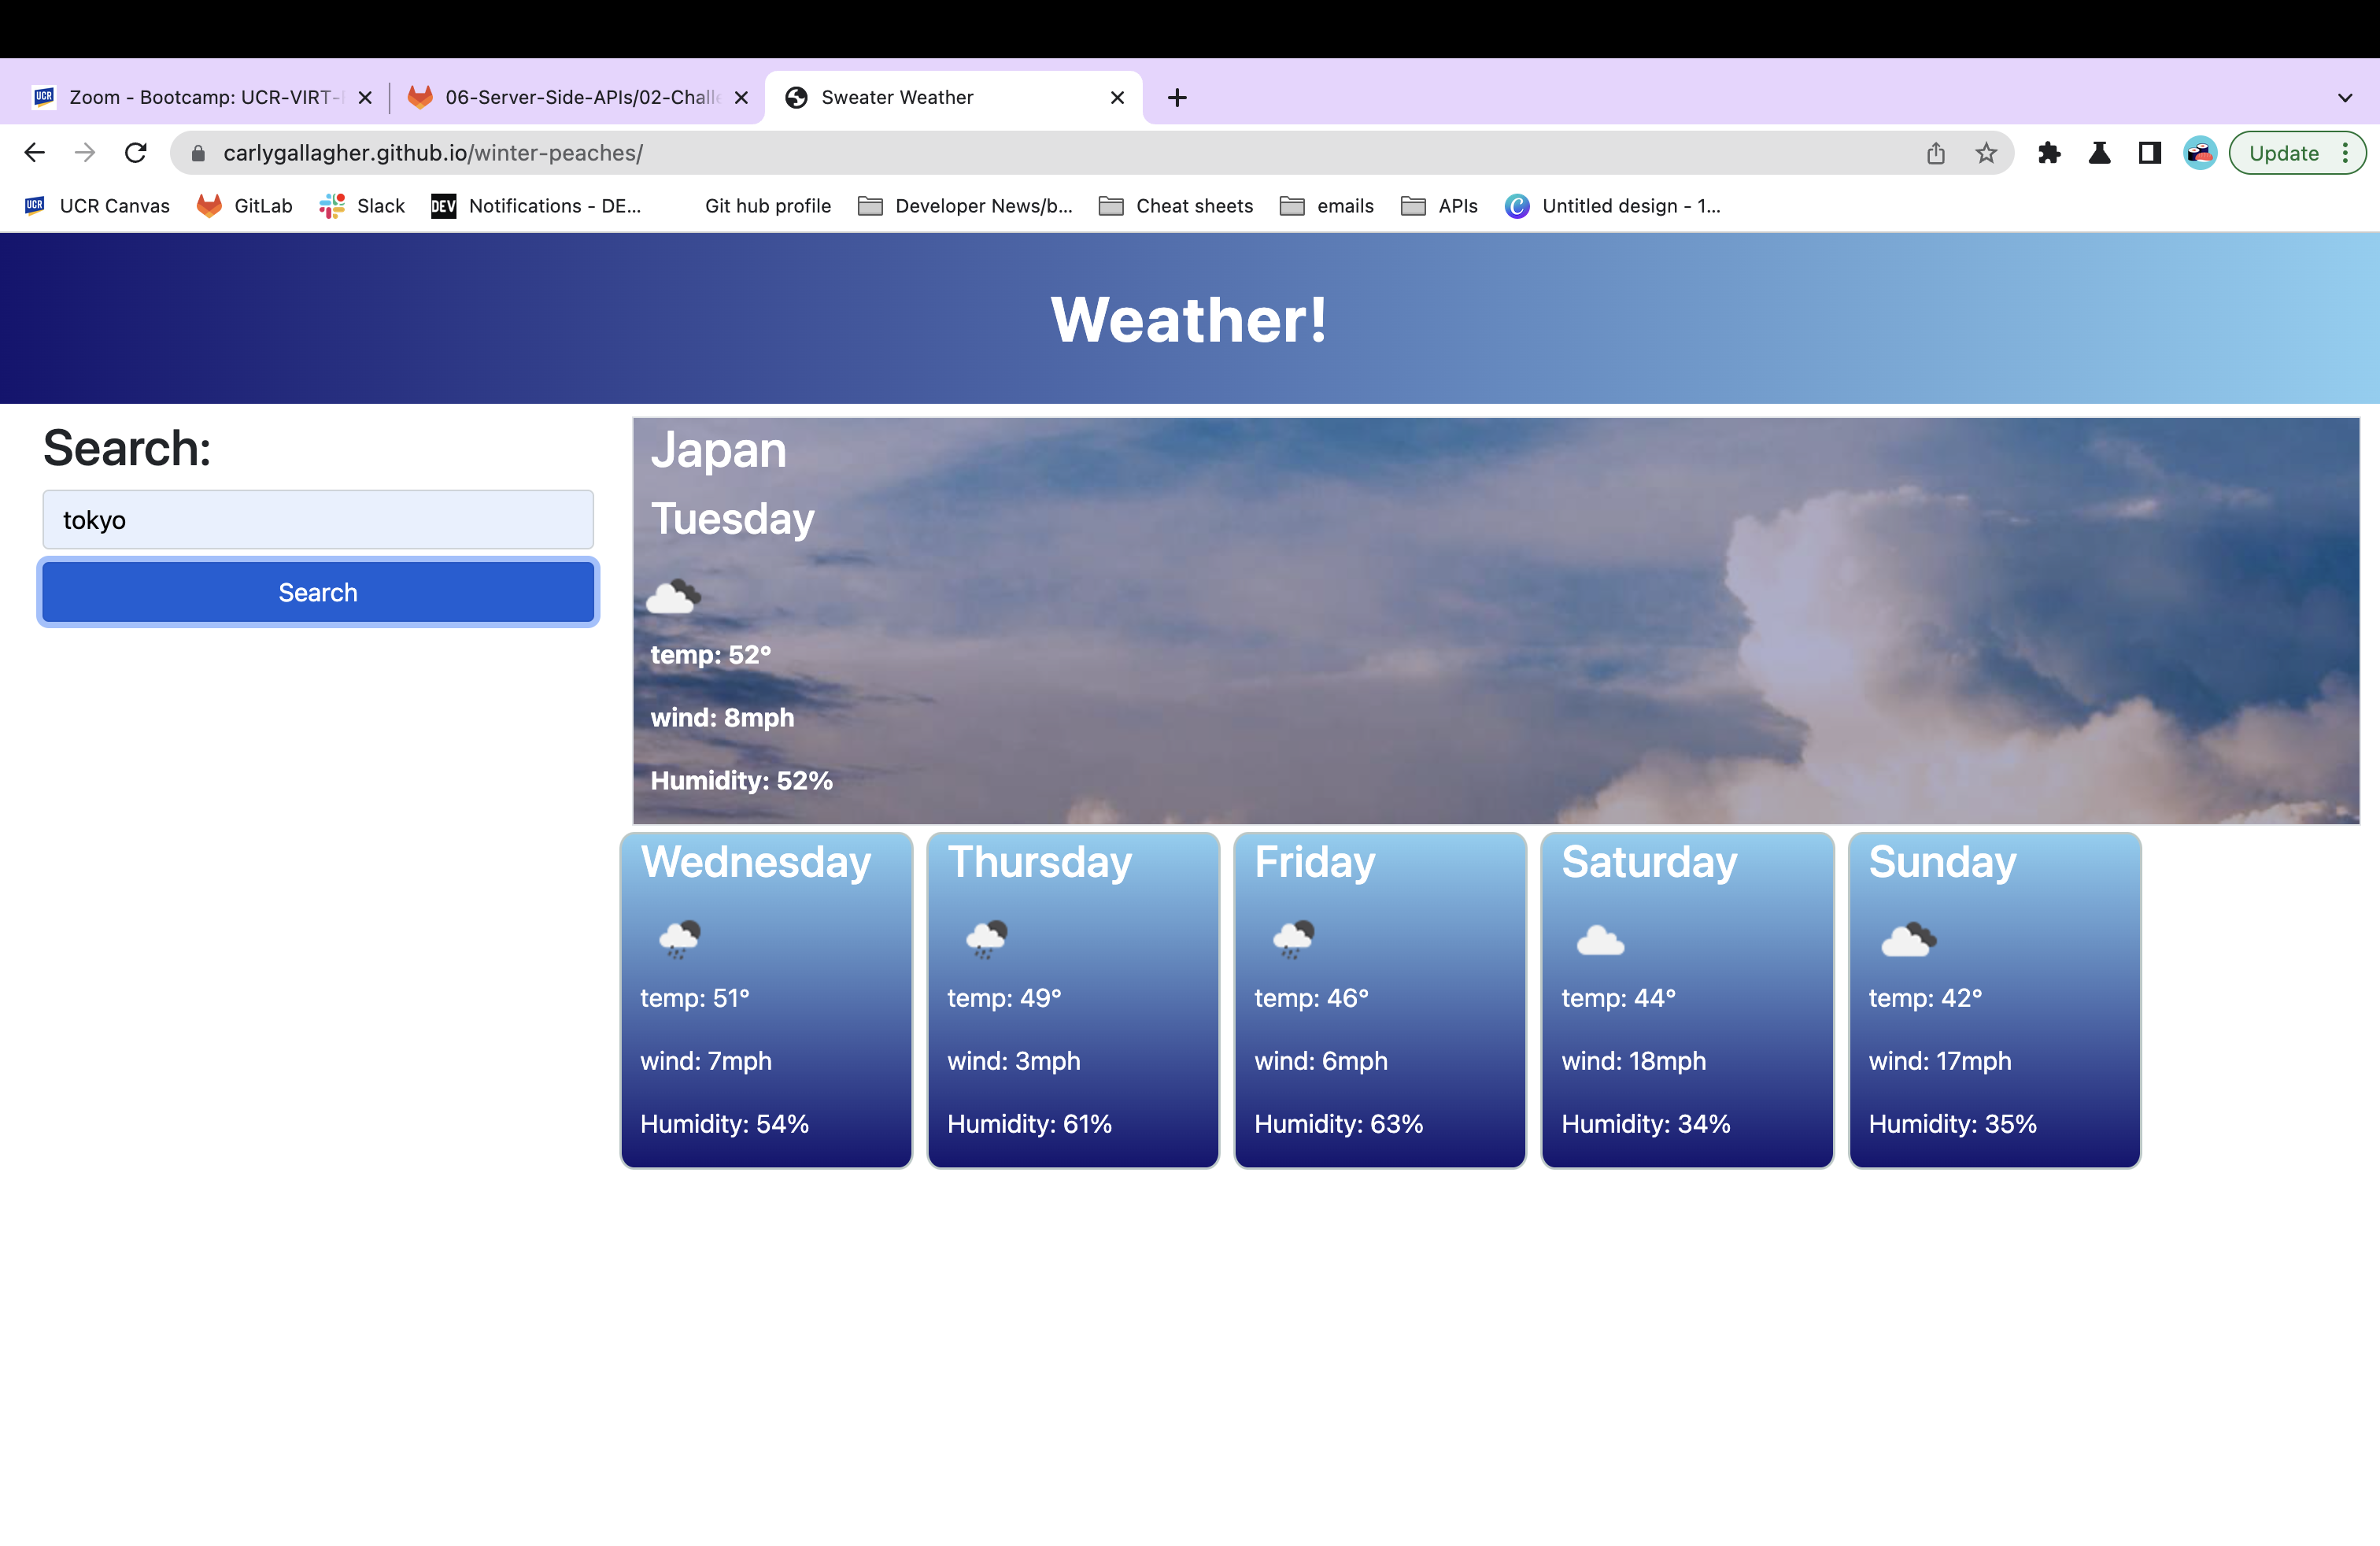 UCR Zoom - Bootcamp: UCR-VIRT-
06-Server-Side-APIs/02-Challe
Sweater Weather
carlygallagher.github.io/winter-peaches/
Update
UCR UCR Canvas
GitLab
Slack
DEV Notifications - DE...
Git hub profile
Developer News/b...
Cheat sheets
emails
APIs
C Untitled design - 1...
Weather!
Search:
tokyo
Search
Japan
Tuesday
temp: 52°
wind: 8mph
Humidity: 52%
Wednesday
temp: 51°
wind: 7mph
Humidity: 54%
Thursday
temp: 49°
wind: 3mph
Humidity: 61%
Friday
temp: 46°
wind: 6mph
Humidity: 63%
Saturday
temp: 44°
wind: 18mph
Humidity: 34%
Sunday
temp: 42°
wind: 17mph
Humidity: 35%